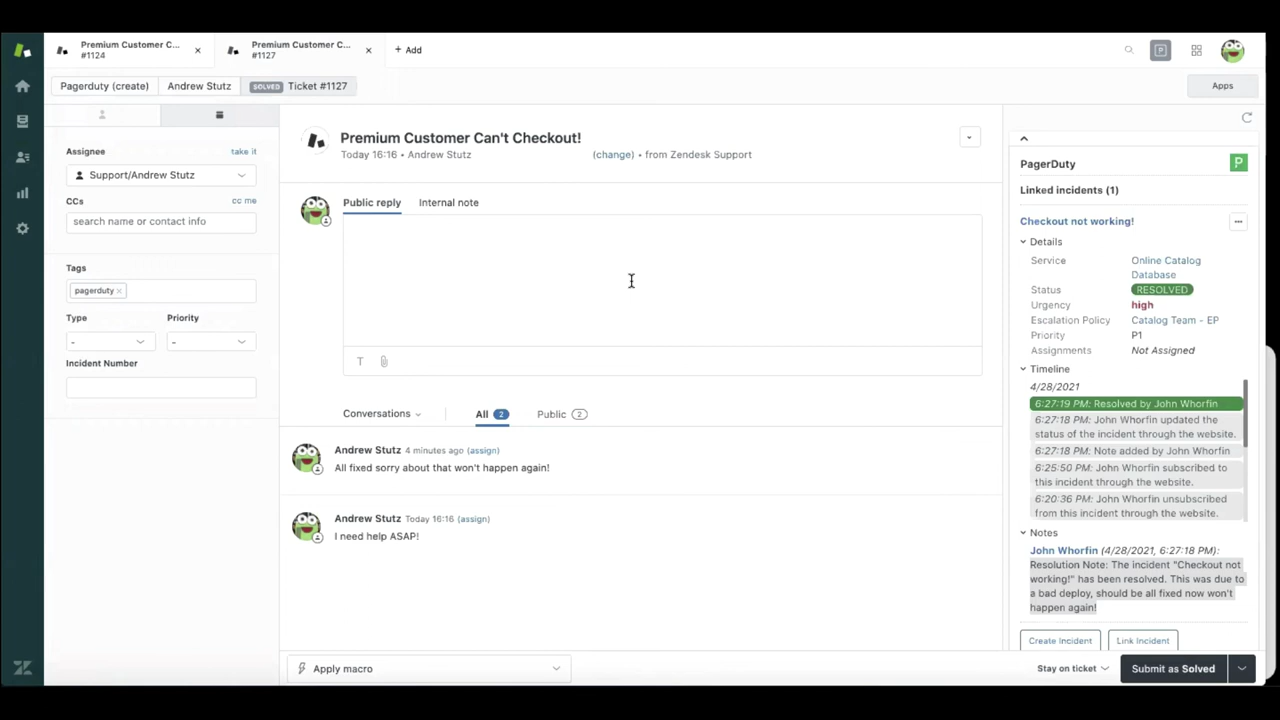 Premium Customer C...
#1124
Premium Customer C...
#1127
+ Add
Pagerduty (create)
Andrew Stutz
SOLVED Ticket #1127
Apps
Assignee
take it
Support/Andrew Stutz
CCs
cc me
search name or contact info
Tags
pagerduty ×
Type
Priority
-
-
Incident Number
Premium Customer Can't Checkout!
Today 16:16 • Andrew Stutz
(change) • from Zendesk Support
Public reply
Internal note
T
Conversations
All 2
Public 2
Andrew Stutz 4 minutes ago (assign)
All fixed sorry about that won't happen again!
Andrew Stutz Today 16:16 (assign)
I need help ASAP!
Apply macro
PagerDuty
P
Linked incidents (1)
Checkout not working!
...
Details
Service Online Catalog
Database
Status RESOLVED
Urgency high
Escalation Policy Catalog Team - EP
Priority P1
Assignments Not Assigned
Timeline
4/28/2021
6:27:19 PM: Resolved by John Whorfin
6:27:18 PM: John Whorfin updated the
status of the incident through the website.
6:27:18 PM: Note added by John Whorfin
6:25:50 PM: John Whorfin subscribed to
this incident through the website.
6:20:36 PM: John Whorfin unsubscribed
from this incident through the website.
Notes
John Whorfin (4/28/2021, 6:27:18 PM):
Resolution Note: The incident "Checkout not
working!" has been resolved. This was due to
a bad deploy, should be all fixed now won't
happen again!
Create Incident
Link Incident
Stay on ticket
Submit as Solved